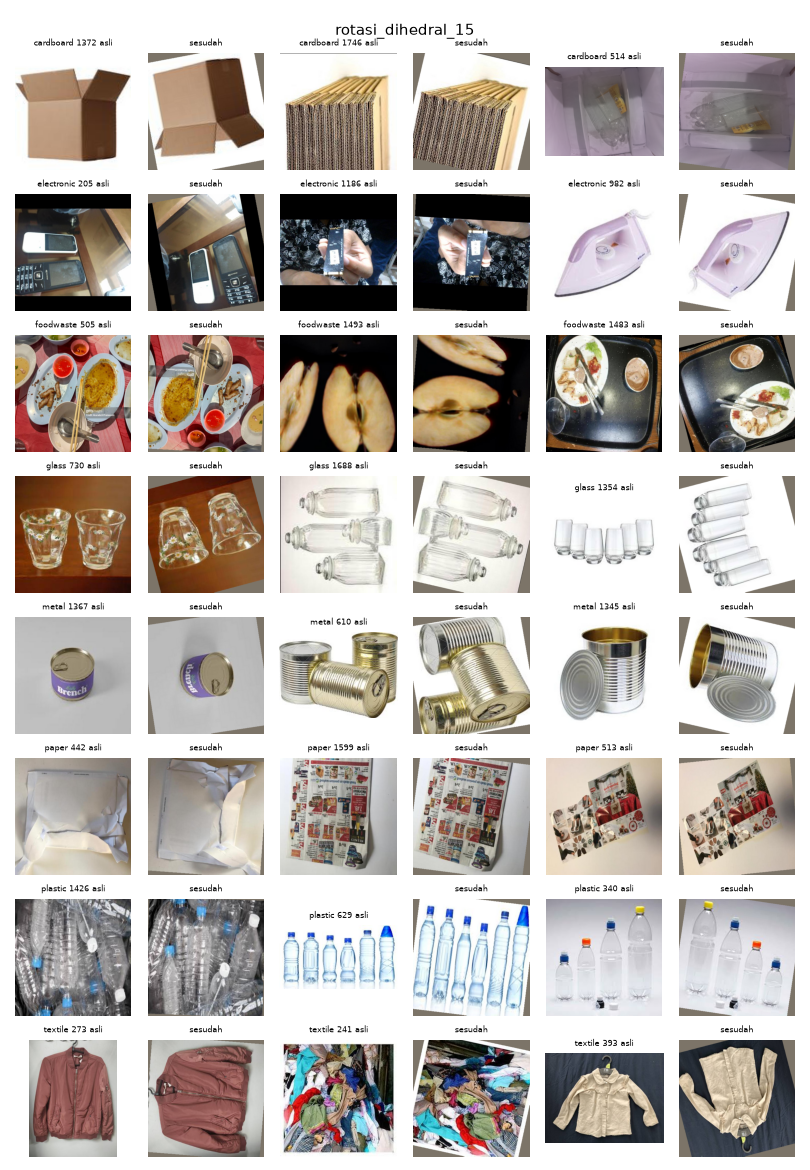 rotasi_dihedral_15
cardboard 1372 asli
sesudah
cardboard 1746 asli
sesudah
cardboard 514 asli
sesudah
electronic 205 asli
sesudah
electronic 1186 asli
sesudah
electronic 982 asli
sesudah
foodwaste 505 asli
sesudah
foodwaste 1493 asli
sesudah
foodwaste 1483 asli
sesudah
glass 730 asli
sesudah
glass 1688 asli
sesudah
glass 1354 asli
sesudah
metal 1367 asli
sesudah
metal 610 asli
sesudah
metal 1345 asli
sesudah
Brench
paper 442 asli
sesudah
paper 1599 asli
sesudah
paper 513 asli
sesudah
plastic 1426 asli
sesudah
plastic 629 asli
sesudah
plastic 340 asli
sesudah
textile 273 asli
sesudah
textile 241 asli
sesudah
textile 393 asli
sesudah